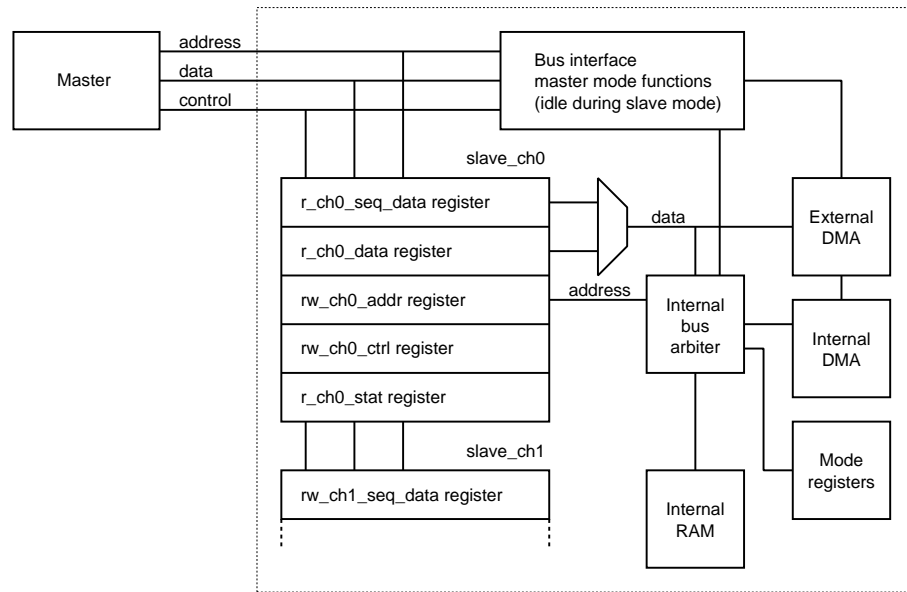 address
Master
data
control
Bus interface
master mode functions
(idle during slave mode)
slave_ch0
r_ch0_seq_data register
r_ch0_data register
rw_ch0_addr register
rw_ch0_ctrl register
r_ch0_stat register
data
address
External
DMA
Internal
bus
arbiter
Internal
DMA
slave_ch1
rw_ch1_seq_data register
Internal
RAM
Mode
registers